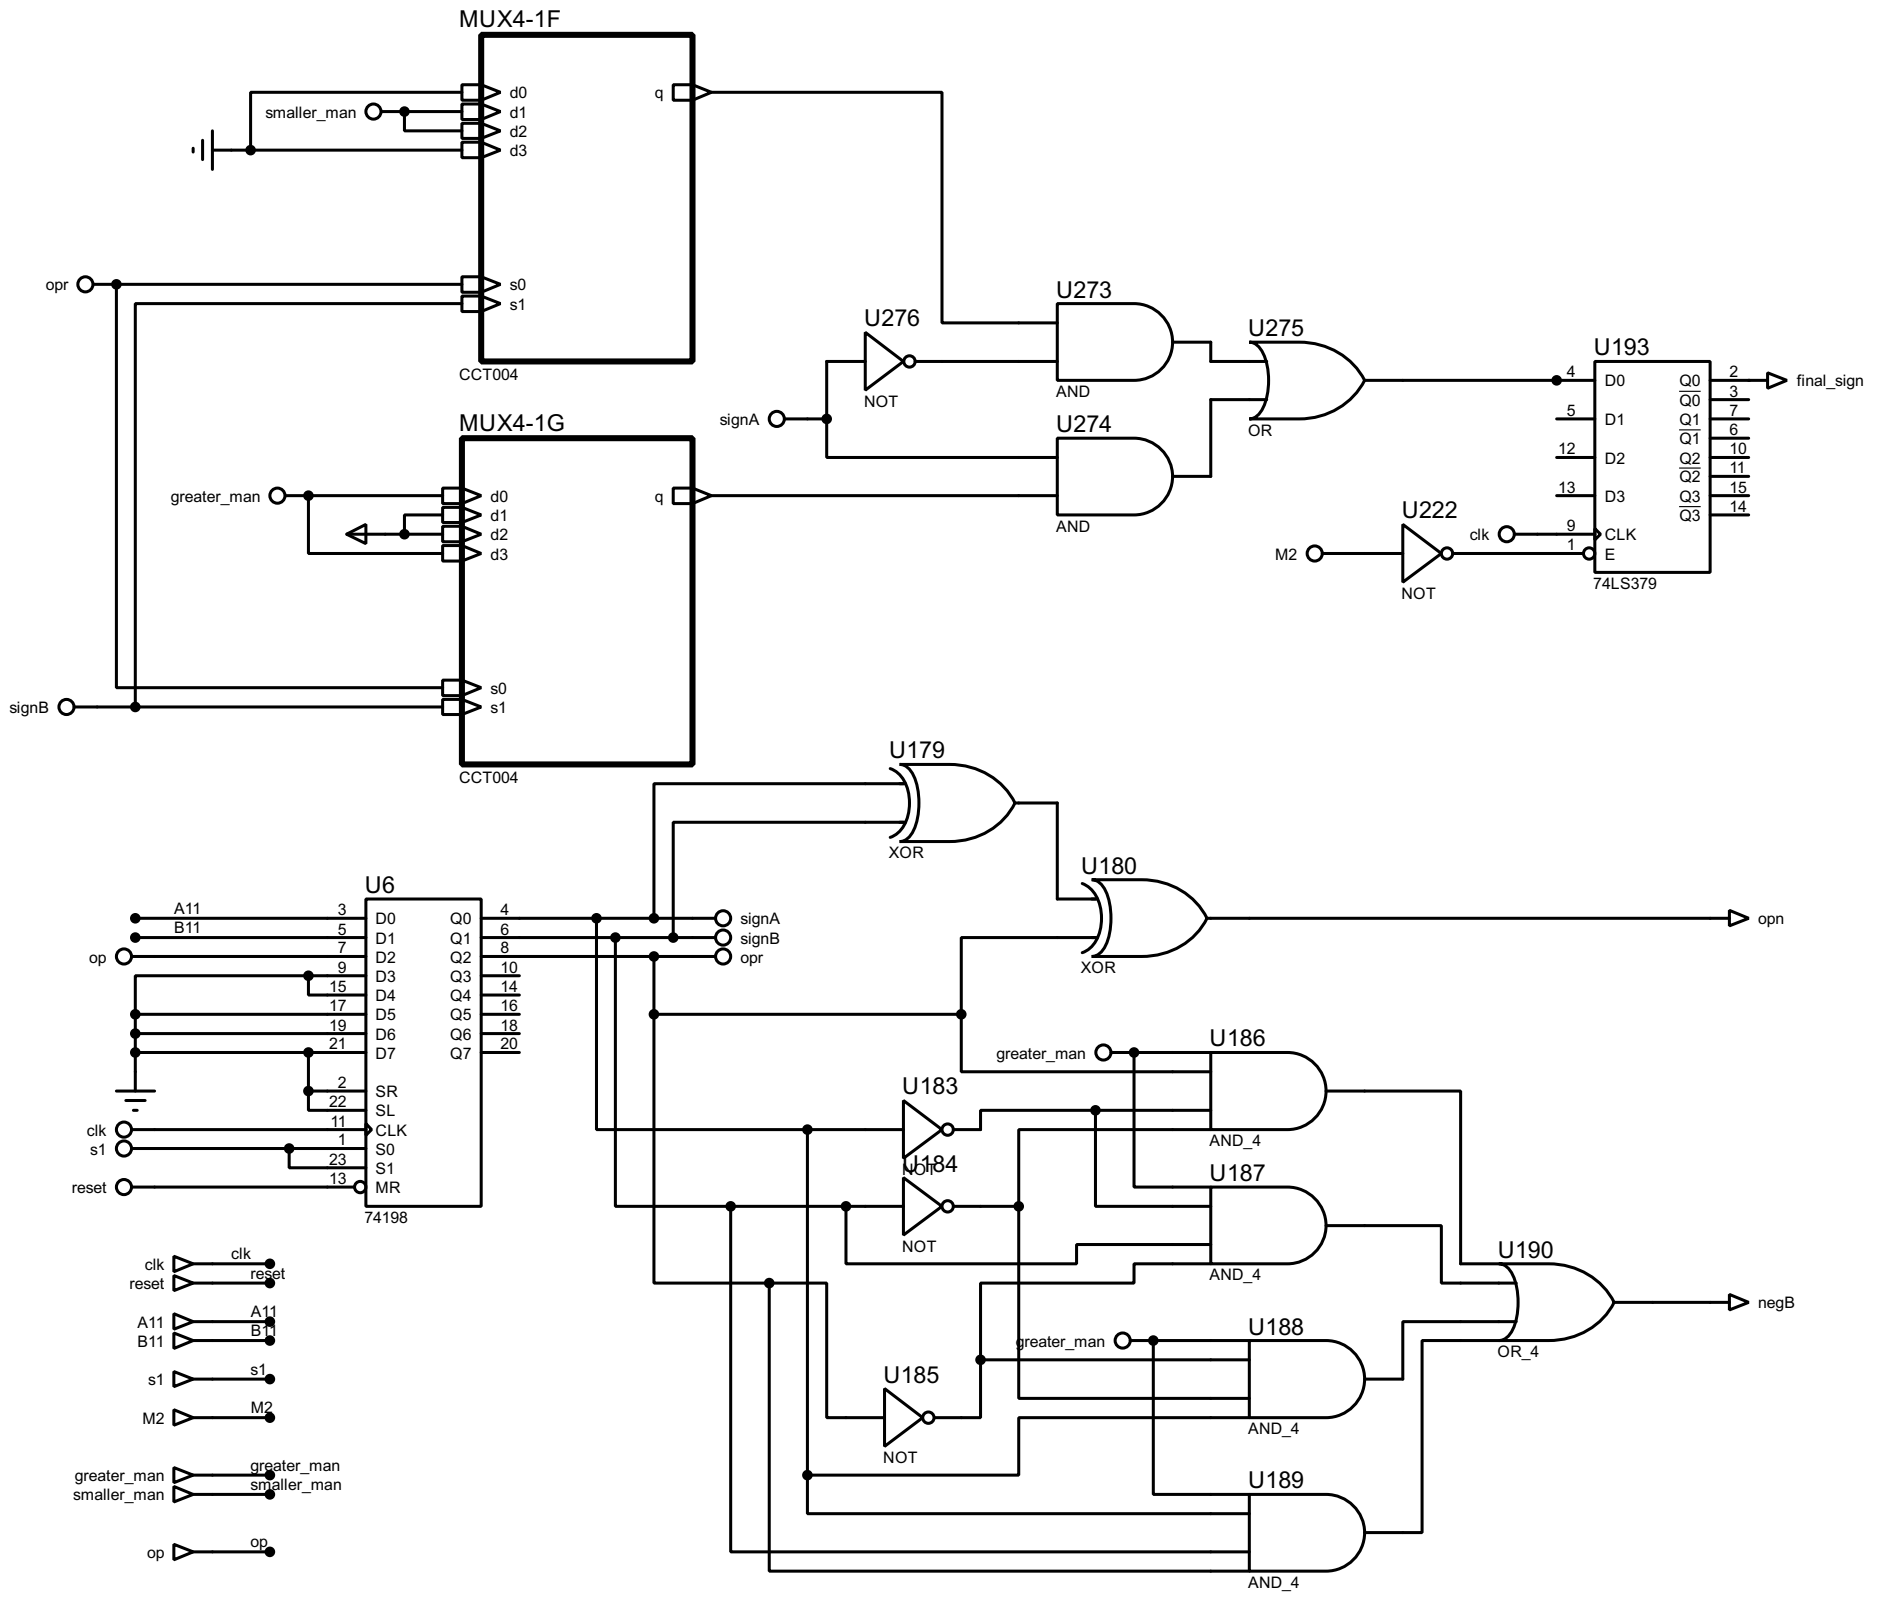 MUX4-1F
d0
smaller_man
d1
d2
d3
q
opr
s0
s1
CCT004
MUX4-1G
greater_man
d0
d1
d2
d3
q
s0
signB
s1
CCT004
U276
NOT
signA
U273
AND
U274
AND
U275
OR
U193
4 D0 Q0 2 final_sign
Q0 3
5 D1 Q1 7
Q1 6
12 D2 Q2 10
Q2 11
13 D3 Q3 15
Q3 14
clk 9 CLK
1 E
74LS379
U222
M2
NOT
U179
XOR
U180
XOR
opn
U6
A11 3 D0 Q0 4 signA
B11 5 D1 Q1 6 signB
op 7 D2 Q2 8 opr
9 D3 Q3 10
15 D4 Q4 14
17 D5 Q5 16
19 D6 Q6 18
21 D7 Q7 20
2 SR
22 SL
clk 11 CLK
s1 1 S0
23 S1
reset 13 MR
74198
greater_man
U186
AND_4
U183
NOT
U184
NOT
U187
AND_4
U190
OR_4
negB
greater_man
U188
AND_4
U185
NOT
U189
AND_4
clk clk
reset reset
A11 A11
B11 B11
s1 s1
M2 M2
greater_man greater_man
smaller_man smaller_man
op op